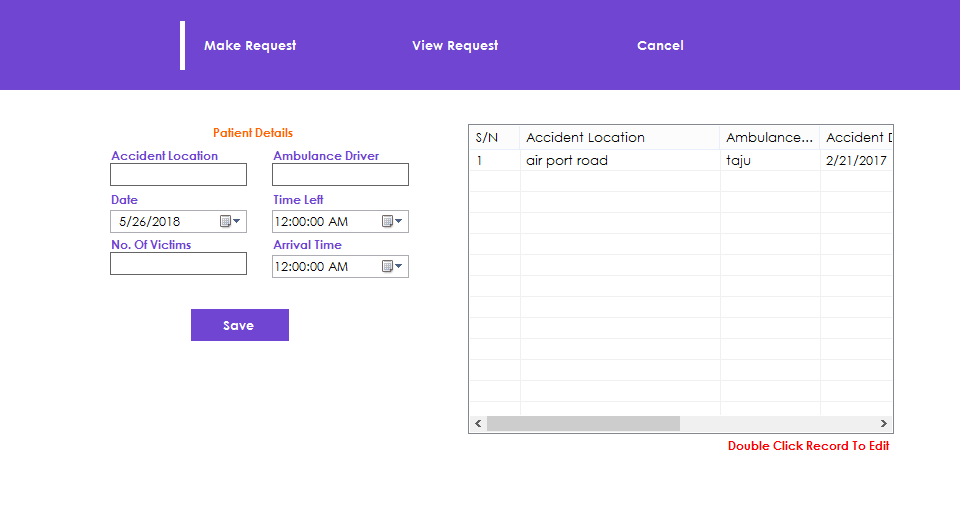 Make Request View Request Cancel
Patient Details
Accident Location Ambulance Driver
Date Time Left
5/26/2018 12:00:00 AM
No. Of Victims Arrival Time
12:00:00 AM
Save
S/N Accident Location Ambulance... Accident D
1 air port road taju 2/21/2017
Double Click Record To Edit